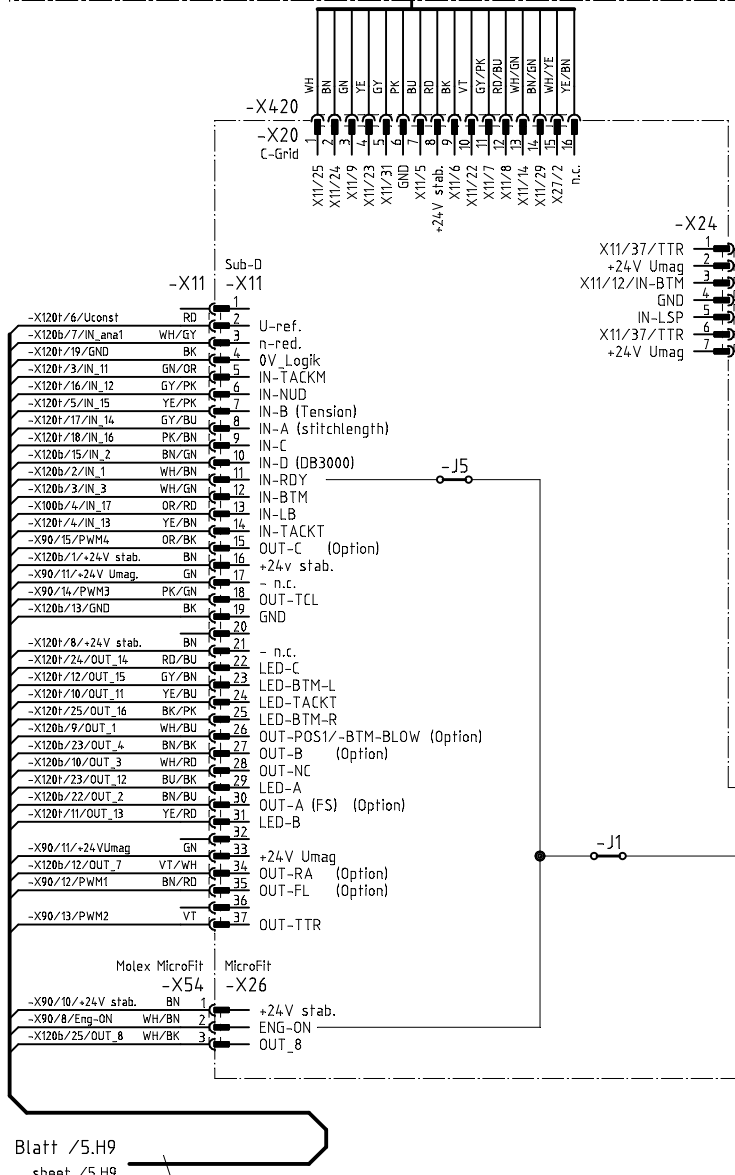 WH BN GN YE GY PK BU RD BK VT GY/PK RD/BU WH/GN BN/GN WH/YE YE/BN
-X420
-X20
C-Grid
1 2 3 4 5 6 7 8 9 10 11 12 13 14 15 16
X11/25 X11/24 X11/9 X11/23 X11/31 GND X11/5 +24V stab. X11/6 X11/22 X11/7 X11/8 X11/14 X11/29 X27/2 n.c.
-X24
X11/37/TTR 1
+24V Umag 2
X11/12/IN-BTM 3
GND 4
IN-LSP 5
X11/37/TTR 6
+24V Umag 7
Sub-D
-X11 -X11
1
-X120t/6/Uconst RD 2 U-ref.
-X120b/7/IN_ana1 WH/GY 3 n-red.
-X120t/19/GND BK 4 0V_Logik
-X120t/3/IN_11 GN/OR 5 IN-TACKM
-X120t/16/IN_12 GY/PK 6 IN-NUD
-X120t/5/IN_15 YE/PK 7 IN-B (Tension)
-X120t/17/IN_14 GY/BU 8 IN-A (stitchlength)
-X120t/18/IN_16 PK/BN 9 IN-C
-X120b/15/IN_2 BN/GN 10 IN-D (DB3000)
-X120b/2/IN_1 WH/BN 11 IN-RDY -J5
-X120b/3/IN_3 WH/GN 12 IN-BTM
-X100b/4/IN_17 OR/RD 13 IN-LB
-X120t/4/IN_13 YE/BN 14 IN-TACKT
-X90/15/PWM4 OR/BK 15 OUT-C (Option)
-X120b/1/+24V stab. BN 16 +24v stab.
-X90/11/+24V Umag. GN 17 - n.c.
-X90/14/PWM3 PK/GN 18 OUT-TCL
-X120b/13/GND BK 19 GND
20
-X120t/8/+24V stab. BN 21 - n.c.
-X120t/24/OUT_14 RD/BU 22 LED-C
-X120t/12/OUT_15 GY/BN 23 LED-BTM-L
-X120t/10/OUT_11 YE/BU 24 LED-TACKT
-X120t/25/OUT_16 BK/PK 25 LED-BTM-R
-X120b/9/OUT_1 WH/BU 26 OUT-POS1/-BTM-BLOW (Option)
-X120b/23/OUT_4 BN/BK 27 OUT-B (Option)
-X120b/10/OUT_3 WH/RD 28 OUT-NC
-X120t/23/OUT_12 BU/BK 29 LED-A
-X120b/22/OUT_2 BN/BU 30 OUT-A (FS) (Option)
-X120t/11/OUT_13 YE/RD 31 LED-B
32
-X90/11/+24VUmag GN 33 +24V Umag -J1
-X120b/12/OUT_7 VT/WH 34 OUT-RA (Option)
-X90/12/PWM1 BN/RD 35 OUT-FL (Option)
36
-X90/13/PWM2 VT 37 OUT-TTR
Molex MicroFit MicroFit
-X54 -X26
-X90/10/+24V stab. BN 1 +24V stab.
-X90/8/Eng-ON WH/BN 2 ENG-ON
-X120b/25/OUT_8 WH/BK 3 OUT_8
Blatt /5.H9
sheet /5.H9